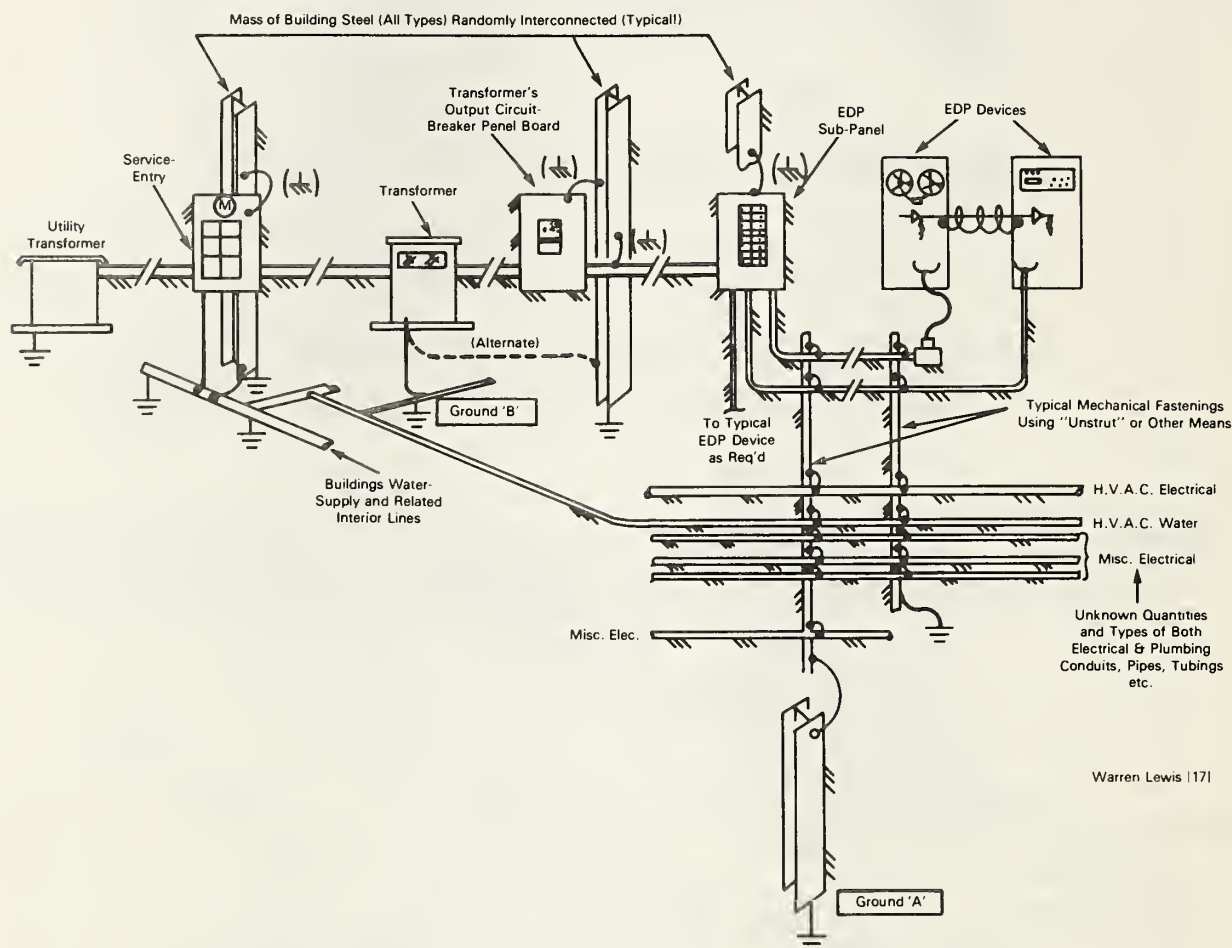 Mass of Building Steel (All Types) Randomly Interconnected (Typical!)
Transformer's
Output Circuit-
Breaker Penel Board
EDP
Sub-Panel
EDP Devices
Service-
Entry
Transformer
Utility
Transformer
M
(Alternate)
Ground 'B'
To Typical
EDP Device
as Req'd
Typical Mechanical Fastenings
Using "Unstrut" or Other Means
Buildings Water-
Supply and Related
Interior Lines
H.V.A.C. Electrical
H.V.A.C. Water
Misc. Electrical
Misc. Elec.
Unknown Quantities
and Types of Both
Electrical & Plumbing
Conduits, Pipes, Tubings
etc.
Warren Lewis |17|
Ground 'A'